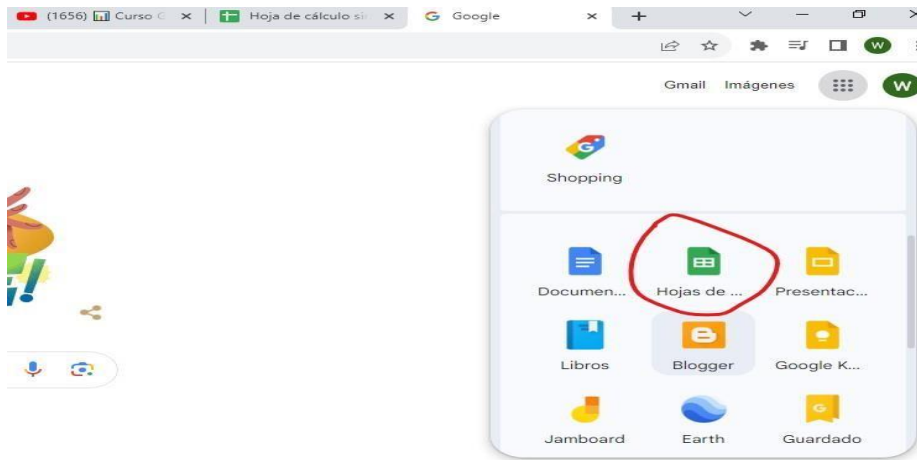 (1656) Curso C
Hoja de cálculo sin
Google
W
Gmail Imágenes
W
Shopping
Documen... Hojas de ... Presentac...
Libros Blogger Google K...
Jamboard Earth Guardado